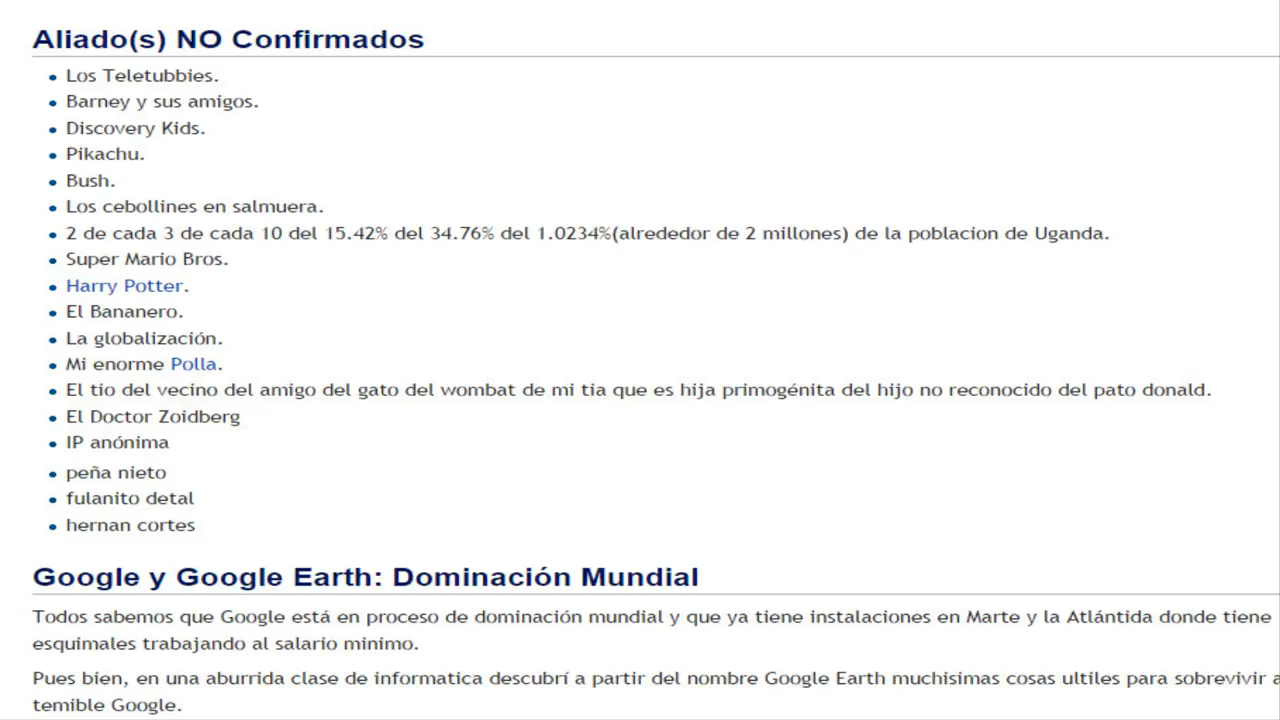 Aliado(s) NO Confirmados
Los Teletubbies.
Barney y sus amigos.
Discovery Kids.
Pikachu.
Bush.
Los cebollines en salmuera.
2 de cada 3 de cada 10 del 15.42% del 34.76% del 1.0234%(alrededor de 2 millones) de la poblacion de Uganda.
Super Mario Bros.
Harry Potter.
El Bananero.
La globalización.
Mi enorme Polla.
El tio del vecino del amigo del gato del wombat de mi tia que es hija primogénita del hijo no reconocido del pato donald.
El Doctor Zoidberg
IP anónima
peña nieto
fulanito detal
hernan cortes
Google y Google Earth: Dominación Mundial
Todos sabemos que Google está en proceso de dominación mundial y que ya tiene instalaciones en Marte y la Atlántida donde tiene
esquimales trabajando al salario minimo.
Pues bien, en una aburrida clase de informatica descubrí a partir del nombre Google Earth muchisimas cosas ultiles para sobrevivir a
temible Google.